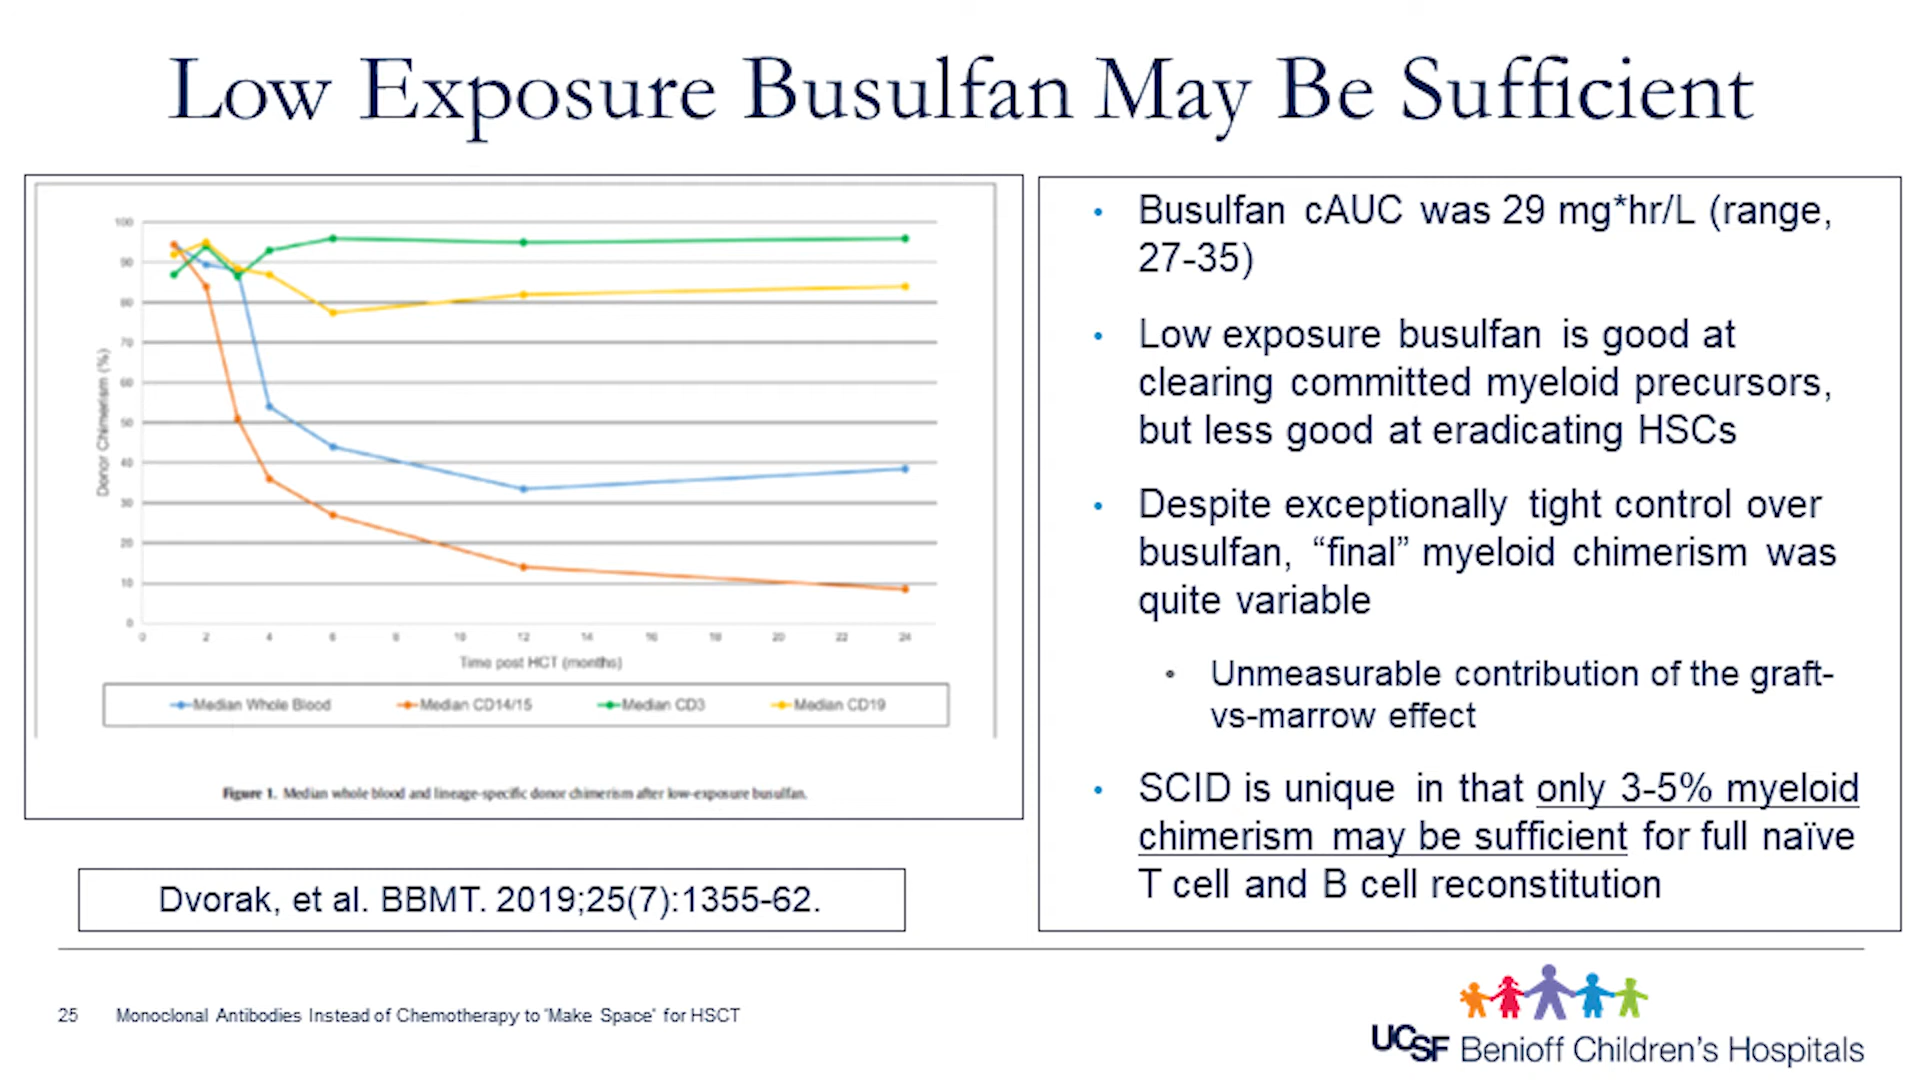 Low Exposure Busulfan May Be Sufficient
100
90
80
70
60
50
40
30
20
10
0
Donor Chimerism (%)
0 2 4 6 8 10 12 14 16 18 20 22 24
Time post HCT (months)
Median Whole Blood Median CD14/15 Median CD3 Median CD19
Figure 1. Median whole blood and lineage-specific donor chimerism after low-exposure busulfan.
Dvorak, et al. BBMT. 2019;25(7):1355-62.
• Busulfan cAUC was 29 mg*hr/L (range,
27-35)
• Low exposure busulfan is good at
clearing committed myeloid precursors,
but less good at eradicating HSCs
• Despite exceptionally tight control over
busulfan, “final” myeloid chimerism was
quite variable
• Unmeasurable contribution of the graft-
vs-marrow effect
• SCID is unique in that only 3-5% myeloid
chimerism may be sufficient for full naïve
T cell and B cell reconstitution
25 Monoclonal Antibodies Instead of Chemotherapy to 'Make Space' for HSCT
UCSF Benioff Children's Hospitals